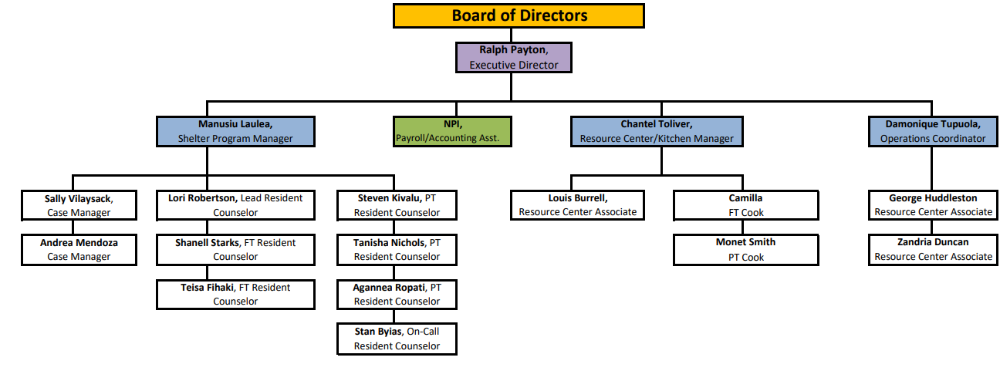 Board of Directors
Ralph Payton,
Executive Director
Manusiu Laulea,
Shelter Program Manager
NPI,
Payroll/Accounting Asst.
Chantel Toliver,
Resource Center/Kitchen Manager
Damonique Tupuola,
Operations Coordinator
Sally Vilaysack,
Case Manager
Lori Robertson, Lead Resident
Counselor
Steven Kivalu, PT
Resident Counselor
Louis Burrell,
Resource Center Associate
Camilla
FT Cook
George Huddleston
Resource Center Associate
Andrea Mendoza
Case Manager
Shanell Starks, FT Resident
Counselor
Tanisha Nichols, PT
Resident Counselor
Monet Smith
PT Cook
Zandria Duncan
Resource Center Associate
Teisa Fihaki, FT Resident
Counselor
Agannea Ropati, PT
Resident Counselor
Stan Byias, On-Call
Resident Counselor